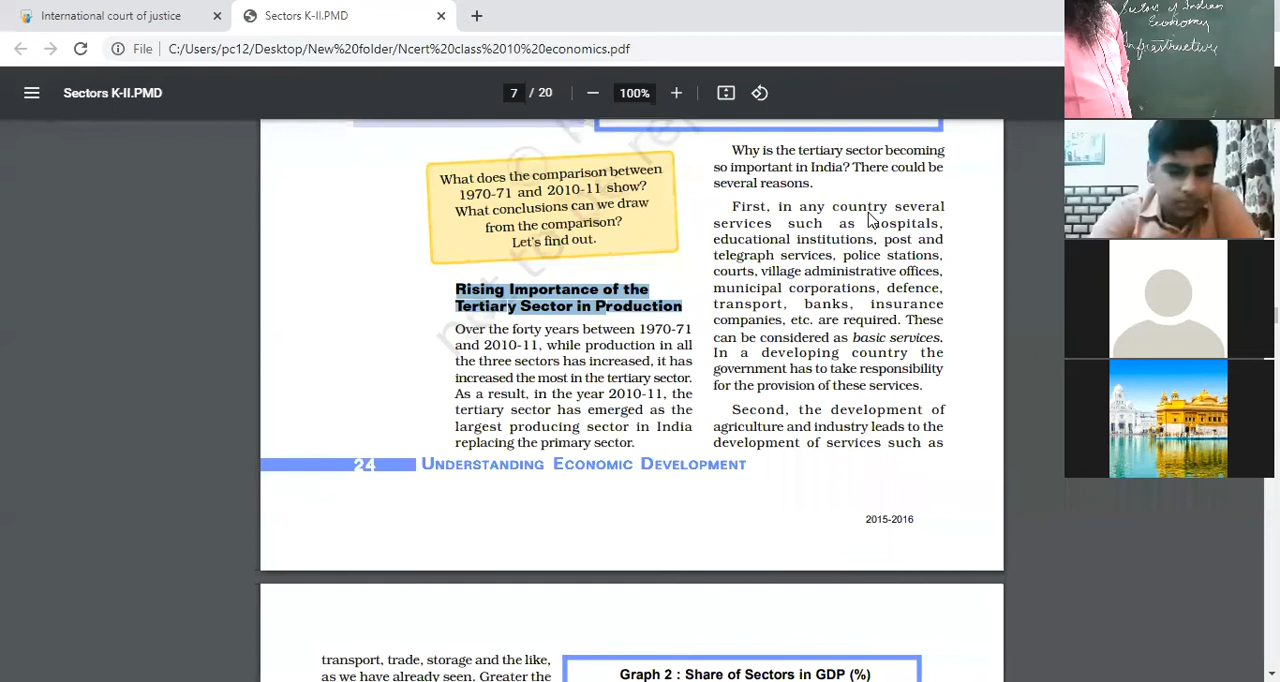 International court of justice
Sectors K-II.PMD
File
C:/Users/pc12/Desktop/New%20folder/Ncert%20class%2010%20economics.pdf
Sectors K-II.PMD
7 / 20
100%
What does the comparison between
1970-71 and 2010-11 show?
What conclusions can we draw
from the comparison?
Let's find out.
Rising Importance of the
Tertiary Sector in Production
Over the forty years between 1970-71
and 2010-11, while production in all
the three sectors has increased, it has
increased the most in the tertiary sector.
As a result, in the year 2010-11, the
tertiary sector has emerged as the
largest producing sector in India
replacing the primary sector.
Why is the tertiary sector becoming
so important in India? There could be
several reasons.
First, in any country several
services such as hospitals,
educational institutions, post and
telegraph services, police stations,
courts, village administrative offices,
municipal corporations, defence,
transport, banks, insurance
companies, etc. are required. These
can be considered as basic services.
In a developing country the
government has to take responsibility
for the provision of these services.
Second, the development of
agriculture and industry leads to the
development of services such as
24 UNDERSTANDING ECONOMIC DEVELOPMENT
2015-2016
transport, trade, storage and the like,
as we have already seen. Greater the
Graph 2 : Share of Sectors in GDP (%)
Sectors of Indian
Economy
Infrastructure